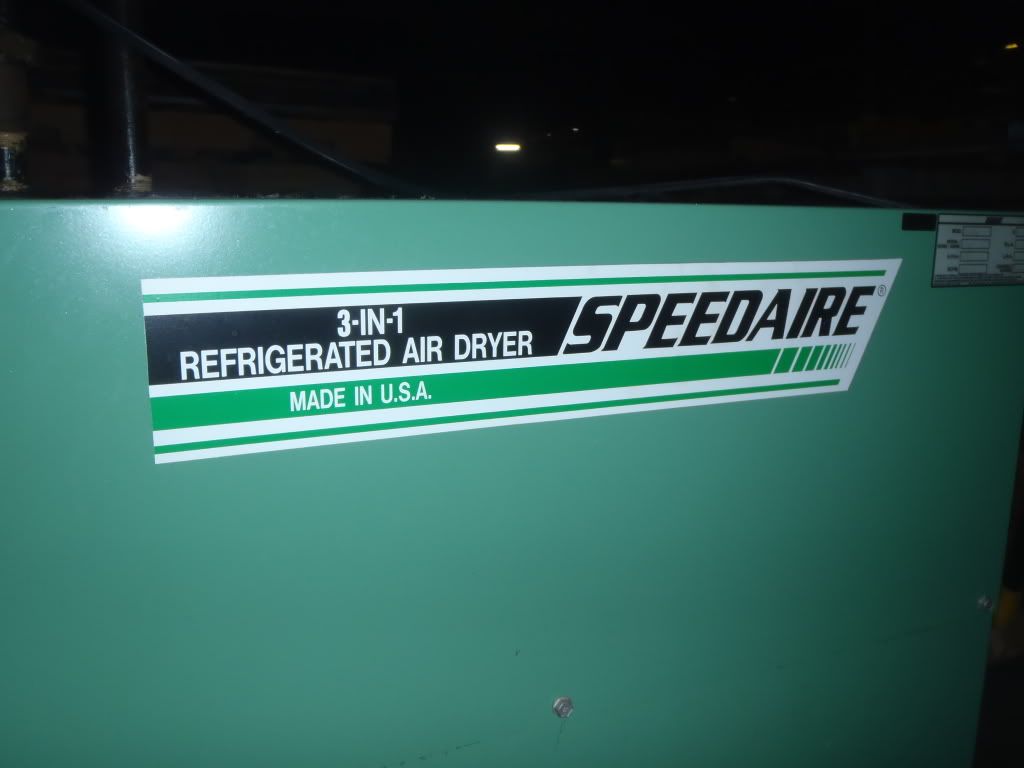 3-IN-1
REFRIGERATED AIR DRYER
SPEEDAIRE®
MADE IN U.S.A.